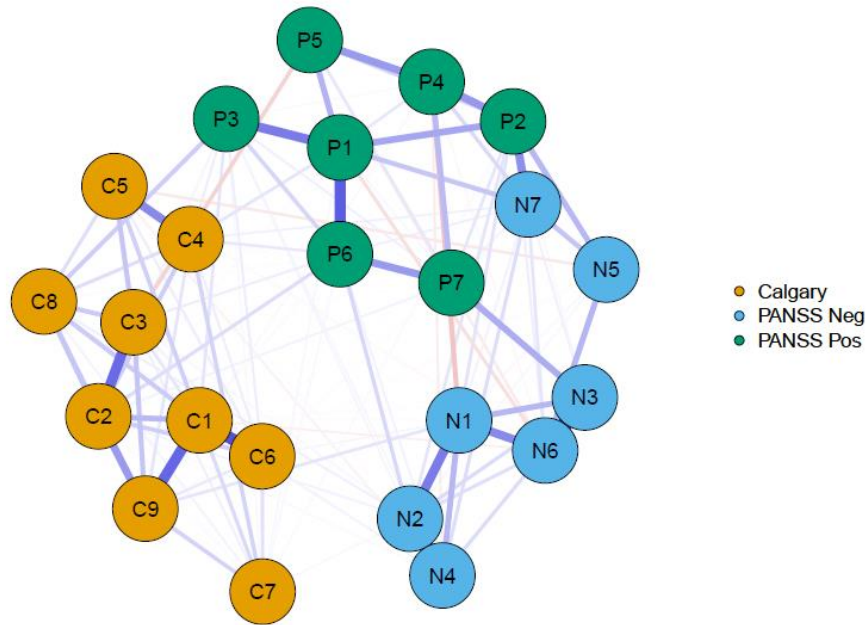 P5
P4
P3
P2
P1
C5
N7
C4
P6
N5
P7
C8
C3
Calgary
PANSS Neg
PANSS Pos
N3
C2
C1
N1
N6
C6
C9
N2
N4
C7